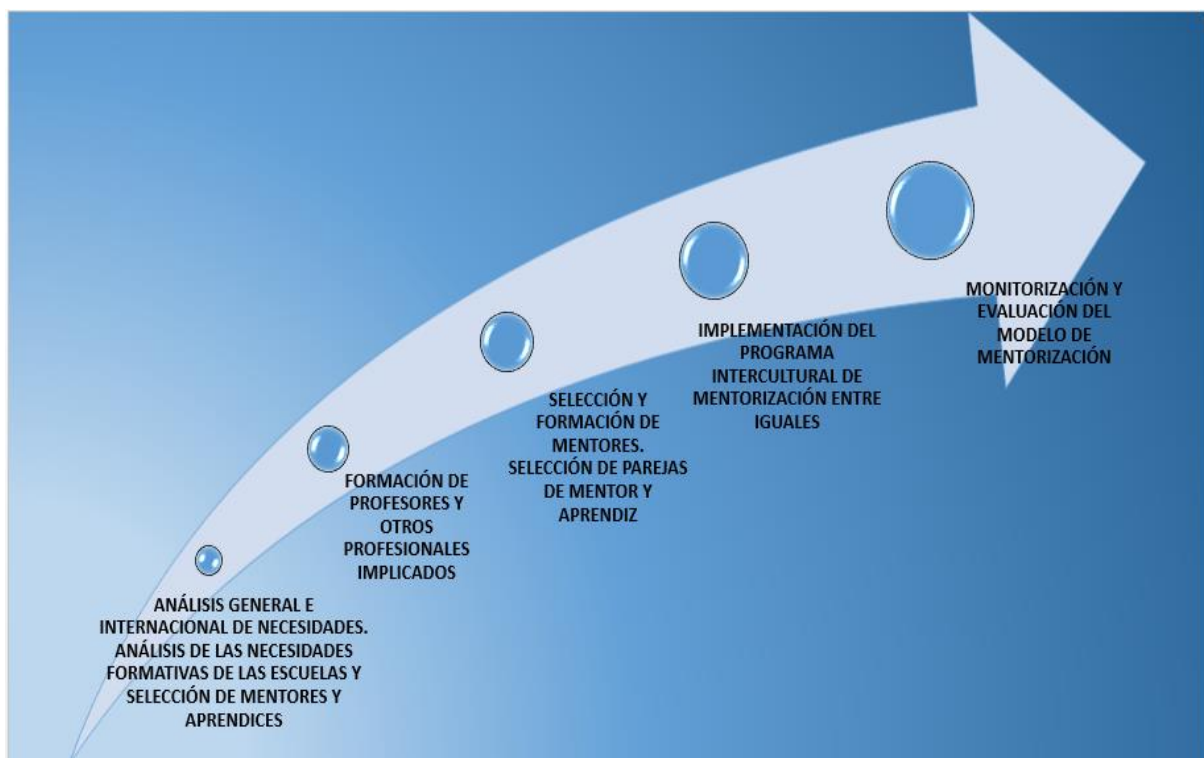 ANÁLISIS GENERAL E
INTERNACIONAL DE NECESIDADES.
ANÁLISIS DE LAS NECESIDADES
FORMATIVAS DE LAS ESCUELAS Y
SELECCIÓN DE MENTORES Y
APRENDICES
FORMACIÓN DE
PROFESORES Y
OTROS
PROFESIONALES
IMPLICADOS
SELECCIÓN Y
FORMACIÓN DE
MENTORES.
SELECCIÓN DE PAREJAS
DE MENTOR Y
APRENDIZ
IMPLEMENTACIÓN DEL
PROGRAMA
INTERCULTURAL DE
MENTORIZACIÓN ENTRE
IGUALES
MONITORIZACIÓN Y
EVALUACIÓN DEL
MODELO DE
MENTORIZACIÓN